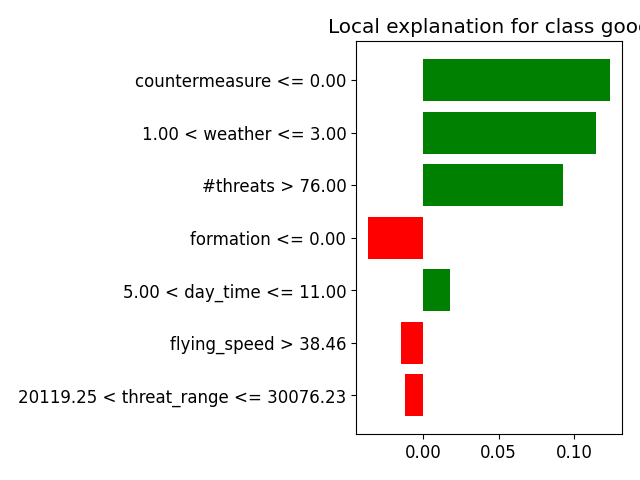 Local explanation for class goo
countermeasure <= 0.00
1.00 < weather <= 3.00
#threats > 76.00
formation <= 0.00
5.00 < day_time <= 11.00
flying_speed > 38.46
20119.25 < threat_range <= 30076.23
0.00 0.05 0.10